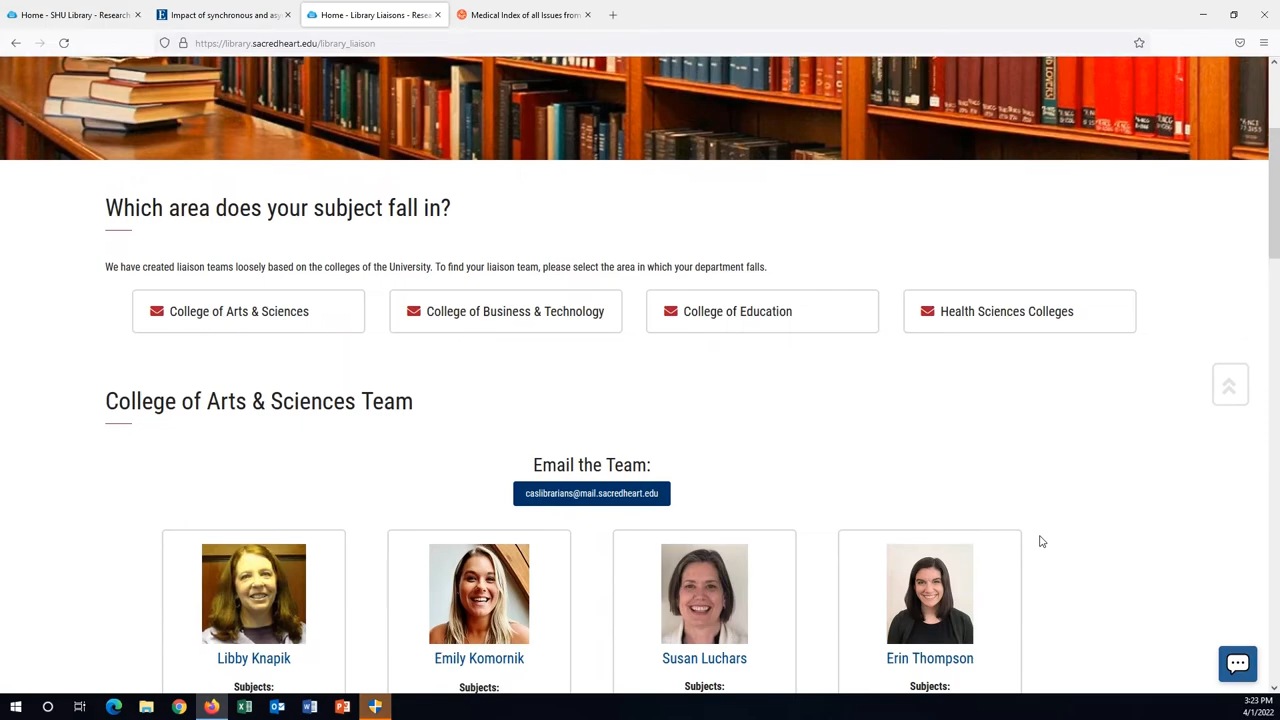 Home - SHU Library - Research
Impact of synchronous and asy
Home - Library Liaisons - Resea
Medical Index of all Issues from
https://library.sacredheart.edu/library_liaison
Which area does your subject fall in?
We have created liaison teams loosely based on the colleges of the University. To find your liaison team, please select the area in which your department falls.
College of Arts & Sciences
College of Business & Technology
College of Education
Health Sciences Colleges
College of Arts & Sciences Team
Email the Team:
caslibrarians@mail.sacredheart.edu
Libby Knapik
Emily Komornik
Susan Luchars
Erin Thompson
Subjects:
Subjects:
Subjects:
Subjects:
3:23 PM
4/1/2022